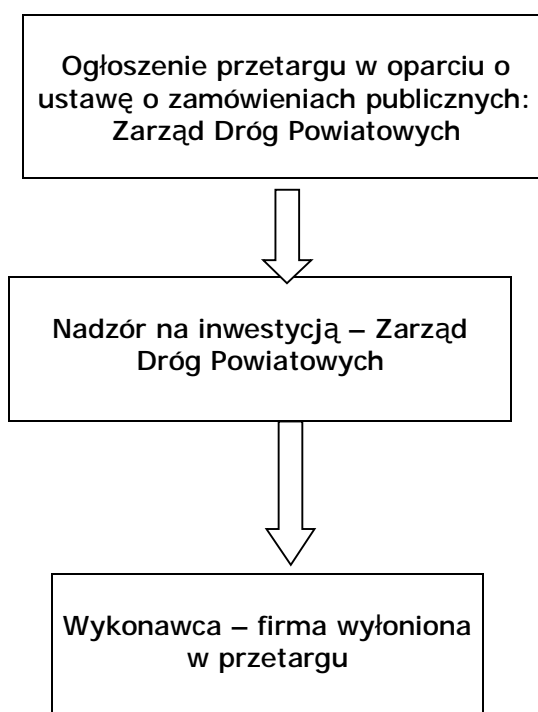 Ogłoszenie przetargu w oparciu o
ustawę o zamówieniach publicznych:
Zarząd Dróg Powiatowych
Nadzór na inwestycją – Zarząd
Dróg Powiatowych
Wykonawca – firma wyłoniona
w przetargu